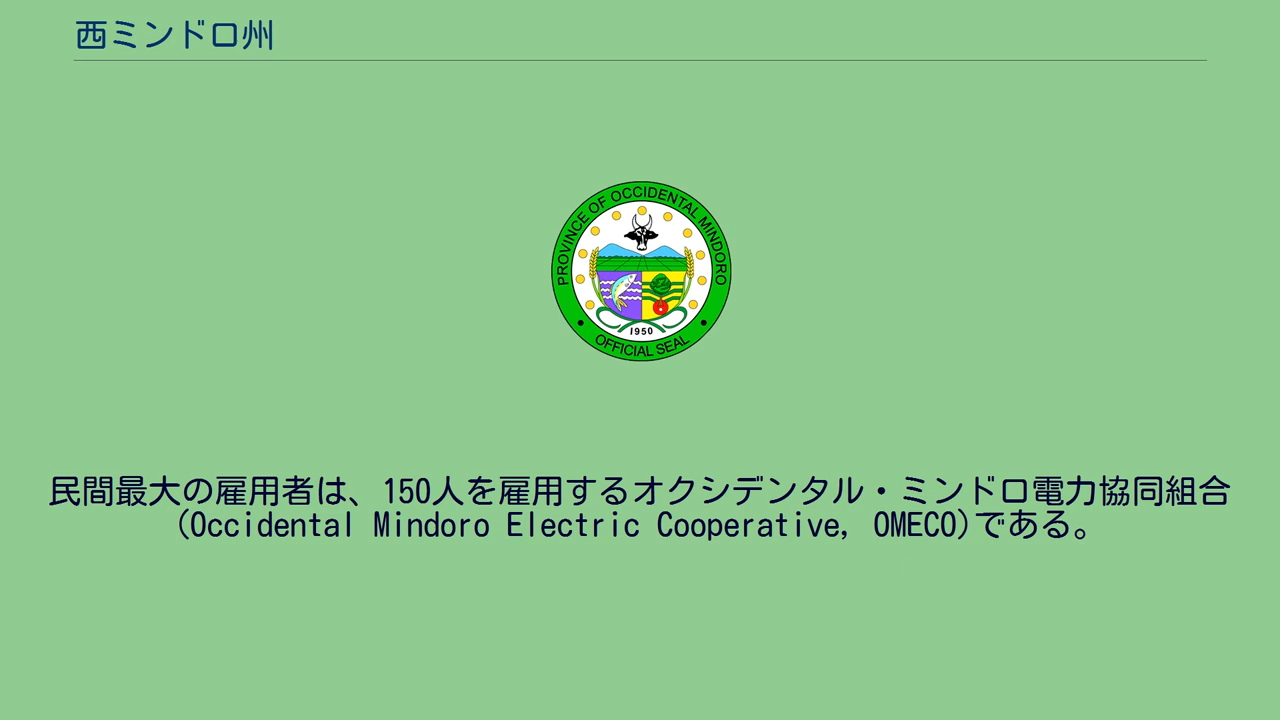 西ミンドロ州
PROVINCE OF OCCIDENTAL MINDORO
1950
OFFICIAL SEAL
民間最大の雇用者は、150人を雇用するオクシデンタル・ミンドロ電力協同組合
(Occidental Mindoro Electric Cooperative, OMECO)である。